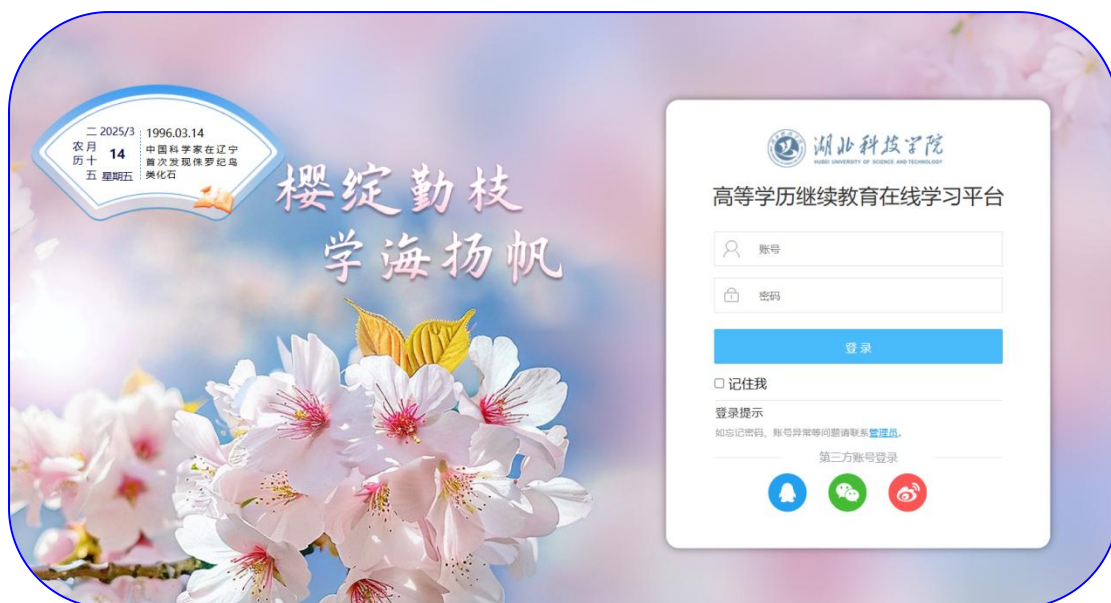 二月十五
农历
2025/3
14
星期五
1996.03.14
中国科学家在辽宁
首次发现侏罗纪鸟
类化石
樱绽勤枝
学海扬帆
湖北科技学院
HUBEI UNIVERSITY OF SCIENCE AND TECHNOLOGY
高等学历继续教育在线学习平台
账号
密码
登录
记住我
登录提示
如忘记密码，账号异常等问题请联系管理员。
第三方账号登录